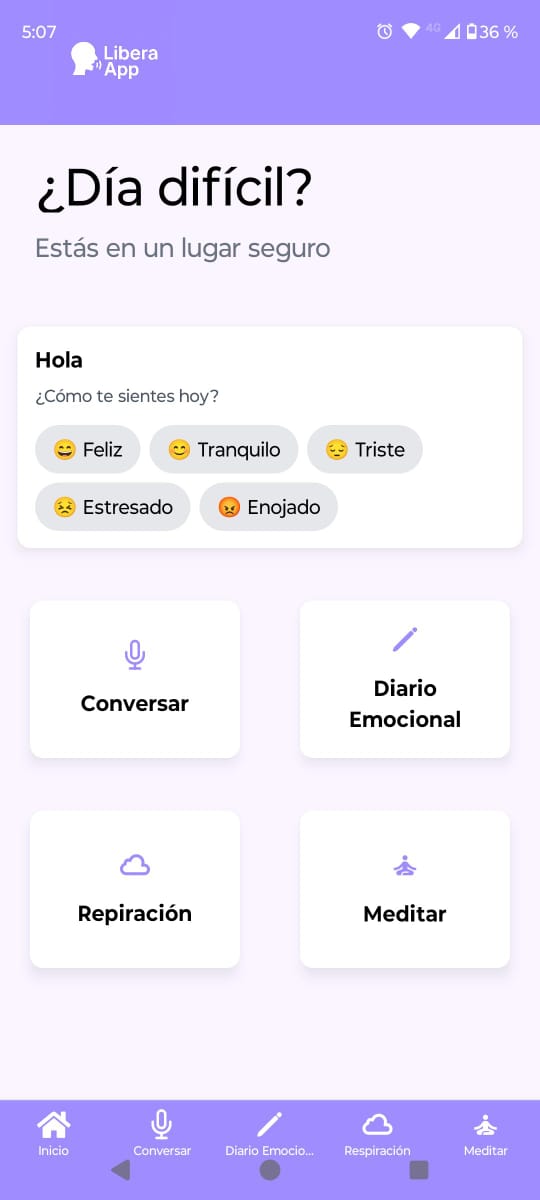 5:07
4G
36 %
Libera
App
¿Día difícil?
Estás en un lugar seguro
Hola
¿Cómo te sientes hoy?
😄 Feliz 😊 Tranquilo 😔 Triste
😣 Estresado 😡 Enojado
Conversar
Diario
Emocional
Repiración
Meditar
Inicio Conversar Diario Emocio... Respiración Meditar